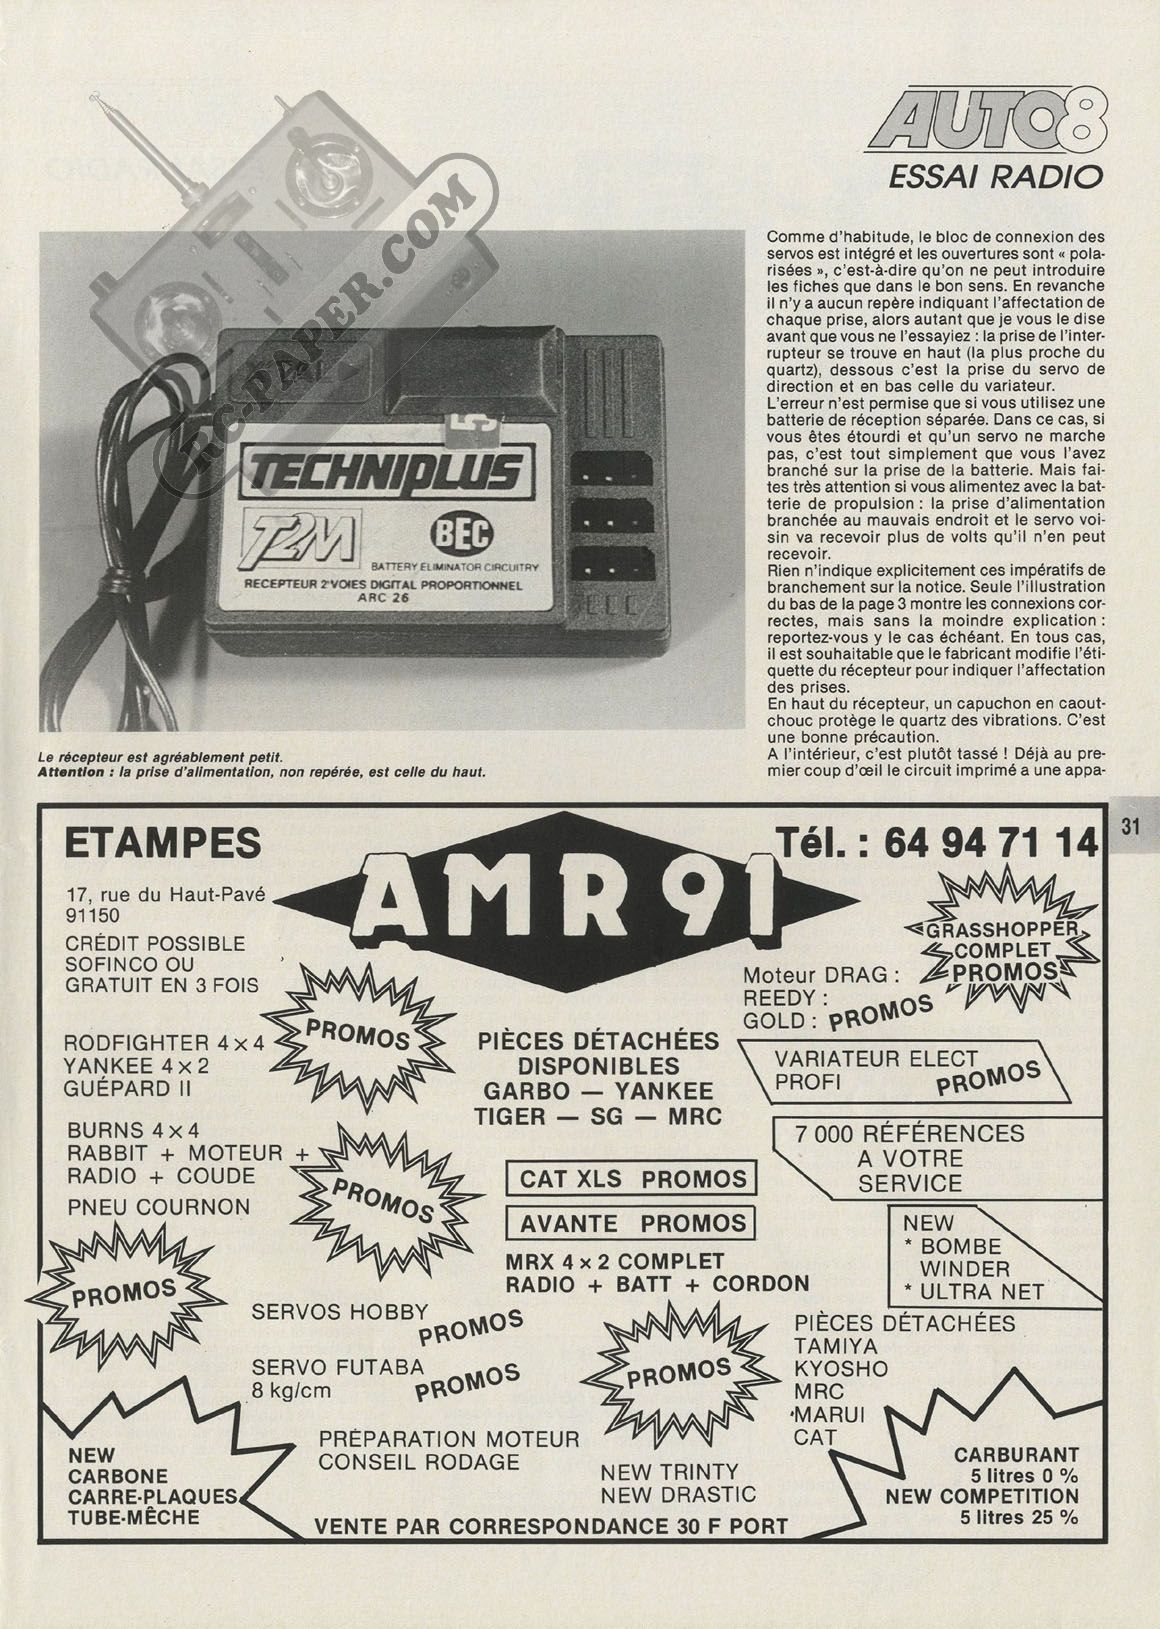 AUTO8
ESSAI RADIO
RC-PAPER.COM
TECHNIPLUS
T2M
BEC
BATTERY ELIMINATOR CIRCUITRY
RECEPTEUR 2 VOIES DIGITAL PROPORTIONNEL
ARC 26
Le récepteur est agréablement petit.
Attention : la prise d'alimentation, non repérée, est celle du haut.
Comme d'habitude, le bloc de connexion des
servos est intégré et les ouvertures sont « pola-
risées », c'est-à-dire qu'on ne peut introduire
les fiches que dans le bon sens. En revanche
il n'y a aucun repère indiquant l'affectation de
chaque prise, alors autant que je vous le dise
avant que vous ne l'essayiez : la prise de l'inter-
rupteur se trouve en haut (la plus proche du
quartz), dessous c'est la prise du servo de
direction et en bas celle du variateur.
L'erreur n'est permise que si vous utilisez une
batterie de réception séparée. Dans ce cas, si
vous êtes étourdi et qu'un servo ne marche
pas, c'est tout simplement que vous l'avez
branché sur la prise de la batterie. Mais fai-
tes très attention si vous alimentez avec la bat-
terie de propulsion : la prise d'alimentation
branchée au mauvais endroit et le servo voi-
sin va recevoir plus de volts qu'il n'en peut
recevoir.
Rien n'indique explicitement ces impératifs de
branchement sur la notice. Seule l'illustration
du bas de la page 3 montre les connexions cor-
rectes, mais sans la moindre explication :
reportez-vous y le cas échéant. En tous cas,
il est souhaitable que le fabricant modifie l'éti-
quette du récepteur pour indiquer l'affectation
des prises.
En haut du récepteur, un capuchon en caout-
chouc protège le quartz des vibrations. C'est
une bonne précaution.
A l'intérieur, c'est plutôt tassé ! Déjà au pre-
mier coup d'œil le circuit imprimé a une appa-
31
ETAMPES
AMR 91
Tél. : 64 94 71 14
17, rue du Haut-Pavé
91150
CRÉDIT POSSIBLE
SOFINCO OU
GRATUIT EN 3 FOIS
GRASSHOPPER
COMPLET
PROMOS
Moteur DRAG :
REEDY :
GOLD : PROMOS
PROMOS
RODFIGHTER 4 × 4
YANKEE 4 × 2
GUÉPARD II
PIÈCES DÉTACHÉES
DISPONIBLES
GARBO — YANKEE
TIGER — SG — MRC
VARIATEUR ELECT
PROFI PROMOS
BURNS 4 × 4
RABBIT + MOTEUR +
RADIO + COUDE
PNEU COURNON
PROMOS
7 000 RÉFÉRENCES
A VOTRE
SERVICE
CAT XLS PROMOS
AVANTE PROMOS
NEW
* BOMBE
WINDER
* ULTRA NET
MRX 4 × 2 COMPLET
RADIO + BATT + CORDON
PROMOS
SERVOS HOBBY
PROMOS
SERVO FUTABA
8 kg/cm PROMOS
PROMOS
PIÈCES DÉTACHÉES
TAMIYA
KYOSHO
MRC
MARUI
CAT
PRÉPARATION MOTEUR
CONSEIL RODAGE
NEW TRINTY
NEW DRASTIC
NEW
CARBONE
CARRE-PLAQUES
TUBE-MÊCHE
CARBURANT
5 litres 0 %
NEW COMPETITION
5 litres 25 %
VENTE PAR CORRESPONDANCE 30 F PORT